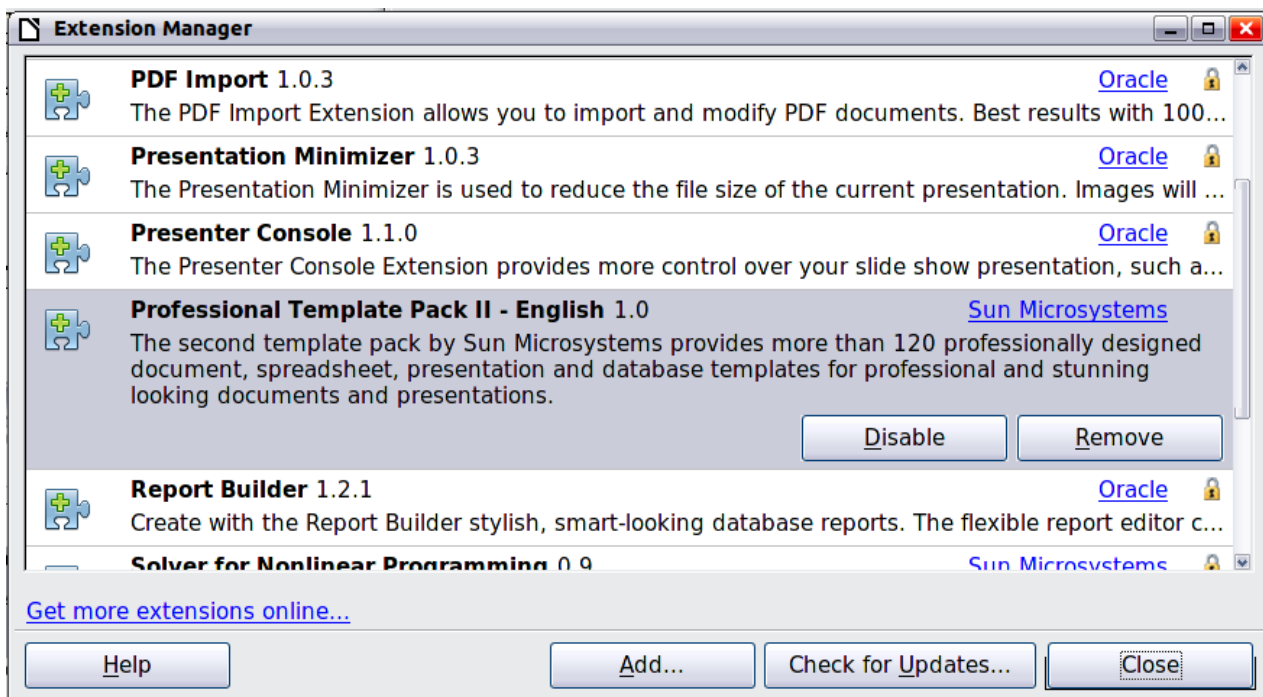 Extension Manager
PDF Import 1.0.3 Oracle
The PDF Import Extension allows you to import and modify PDF documents. Best results with 100...
Presentation Minimizer 1.0.3 Oracle
The Presentation Minimizer is used to reduce the file size of the current presentation. Images will ...
Presenter Console 1.1.0 Oracle
The Presenter Console Extension provides more control over your slide show presentation, such a...
Professional Template Pack II - English 1.0 Sun Microsystems
The second template pack by Sun Microsystems provides more than 120 professionally designed
document, spreadsheet, presentation and database templates for professional and stunning
looking documents and presentations.
Disable Remove
Report Builder 1.2.1 Oracle
Create with the Report Builder stylish, smart-looking database reports. The flexible report editor c...
Solver for Nonlinear Programming 0.9 Sun Microsystems
Get more extensions online...
Help Add... Check for Updates... Close